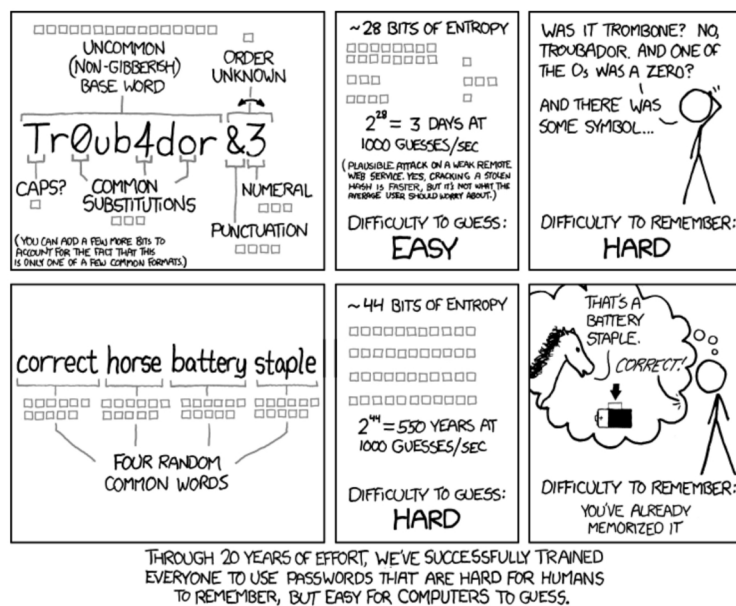 UNCOMMON
(NON-GIBBERISH)
BASE WORD
ORDER
UNKNOWN
Tr0ub4dor &3
CAPS?
COMMON
SUBSTITUTIONS
NUMERAL
PUNCTUATION
(YOU CAN ADD A FEW MORE BITS TO
ACCOUNT FOR THE FACT THAT THIS
IS ONLY ONE OF A FEW COMMON FORMATS.)
~28 BITS OF ENTROPY
2^28 = 3 DAYS AT
1000 GUESSES/SEC
(PLAUSIBLE ATTACK ON A WEAK REMOTE
WEB SERVICE. YES, CRACKING A STOLEN
HASH IS FASTER, BUT IT'S NOT WHAT THE
AVERAGE USER SHOULD WORRY ABOUT.)
DIFFICULTY TO GUESS:
EASY
WAS IT TROMBONE? NO,
TROUBADOR. AND ONE OF
THE Os WAS A ZERO?
AND THERE WAS
SOME SYMBOL...
DIFFICULTY TO REMEMBER:
HARD
correct horse battery staple
FOUR RANDOM
COMMON WORDS
~44 BITS OF ENTROPY
2^44 = 550 YEARS AT
1000 GUESSES/SEC
DIFFICULTY TO GUESS:
HARD
THAT'S A
BATTERY
STAPLE.
CORRECT!
DIFFICULTY TO REMEMBER:
YOU'VE ALREADY
MEMORIZED IT
THROUGH 20 YEARS OF EFFORT, WE'VE SUCCESSFULLY TRAINED
EVERYONE TO USE PASSWORDS THAT ARE HARD FOR HUMANS
TO REMEMBER, BUT EASY FOR COMPUTERS TO GUESS.